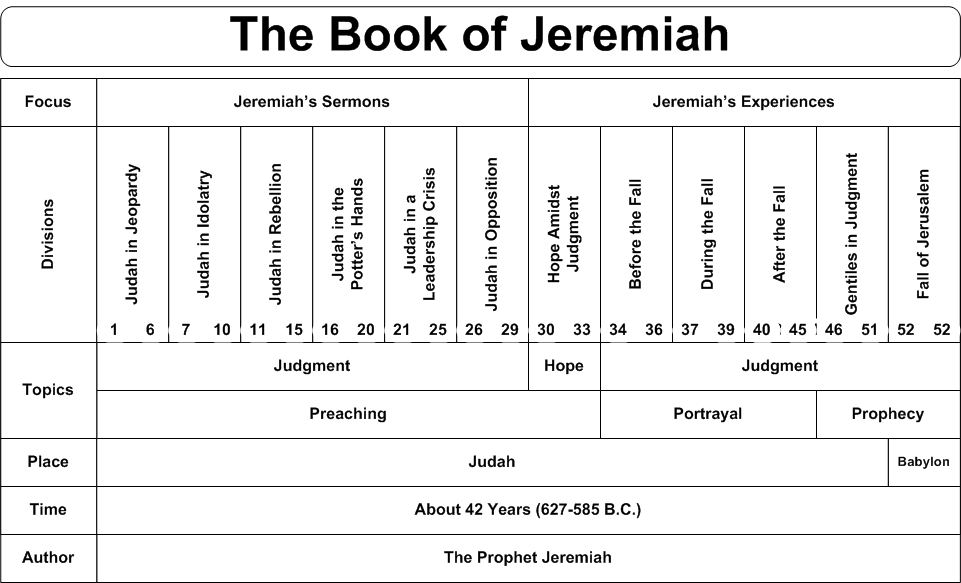 The Book of Jeremiah
Focus
Jeremiah's Sermons
Jeremiah's Experiences
Divisions
Judah in Jeopardy
Judah in Idolatry
Judah in Rebellion
Judah in the
Potter's Hands
Judah in a
Leadership Crisis
Judah in Opposition
Hope Amidst
Judgment
Before the Fall
During the Fall
After the Fall
Gentiles in Judgment
Fall of Jerusalem
1 6 7 10 11 15 16 20 21 25 26 29 30 33 34 36 37 39 40 45 46 51 52 52
Topics
Judgment
Hope
Judgment
Preaching
Portrayal
Prophecy
Place
Judah
Babylon
Time
About 42 Years (627-585 B.C.)
Author
The Prophet Jeremiah